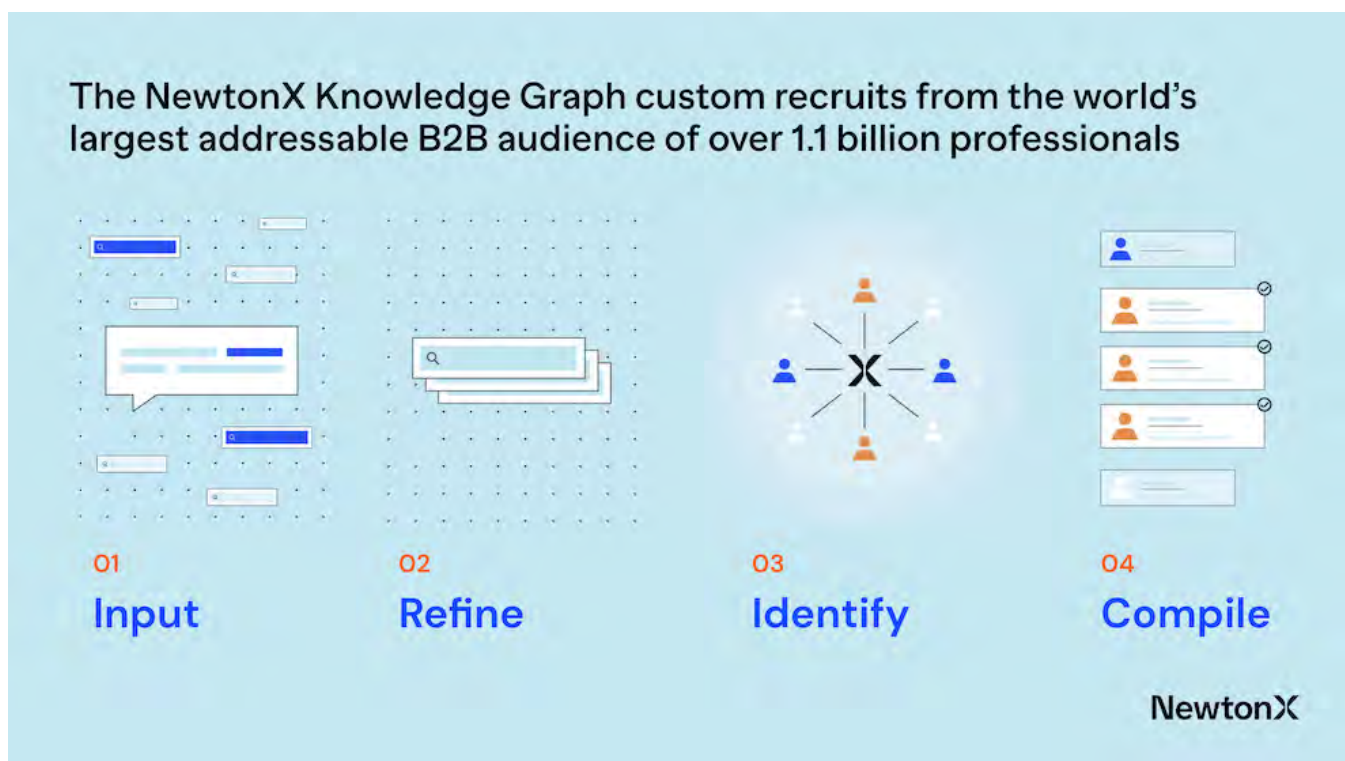 The NewtonX Knowledge Graph custom recruits from the world's
largest addressable B2B audience of over 1.1 billion professionals
01
Input
02
Refine
03
Identify
04
Compile
NewtonX